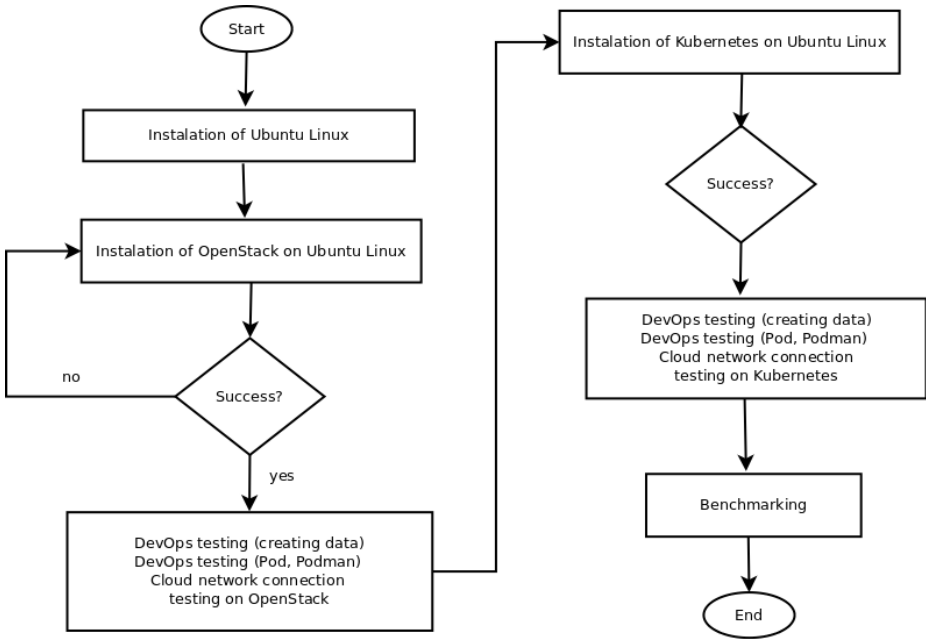 Start
Instalation of Ubuntu Linux
Instalation of OpenStack on Ubuntu Linux
Success?
no
yes
DevOps testing (creating data)
DevOps testing (Pod, Podman)
Cloud network connection
testing on OpenStack
Instalation of Kubernetes on Ubuntu Linux
Success?
DevOps testing (creating data)
DevOps testing (Pod, Podman)
Cloud network connection
testing on Kubernetes
Benchmarking
End